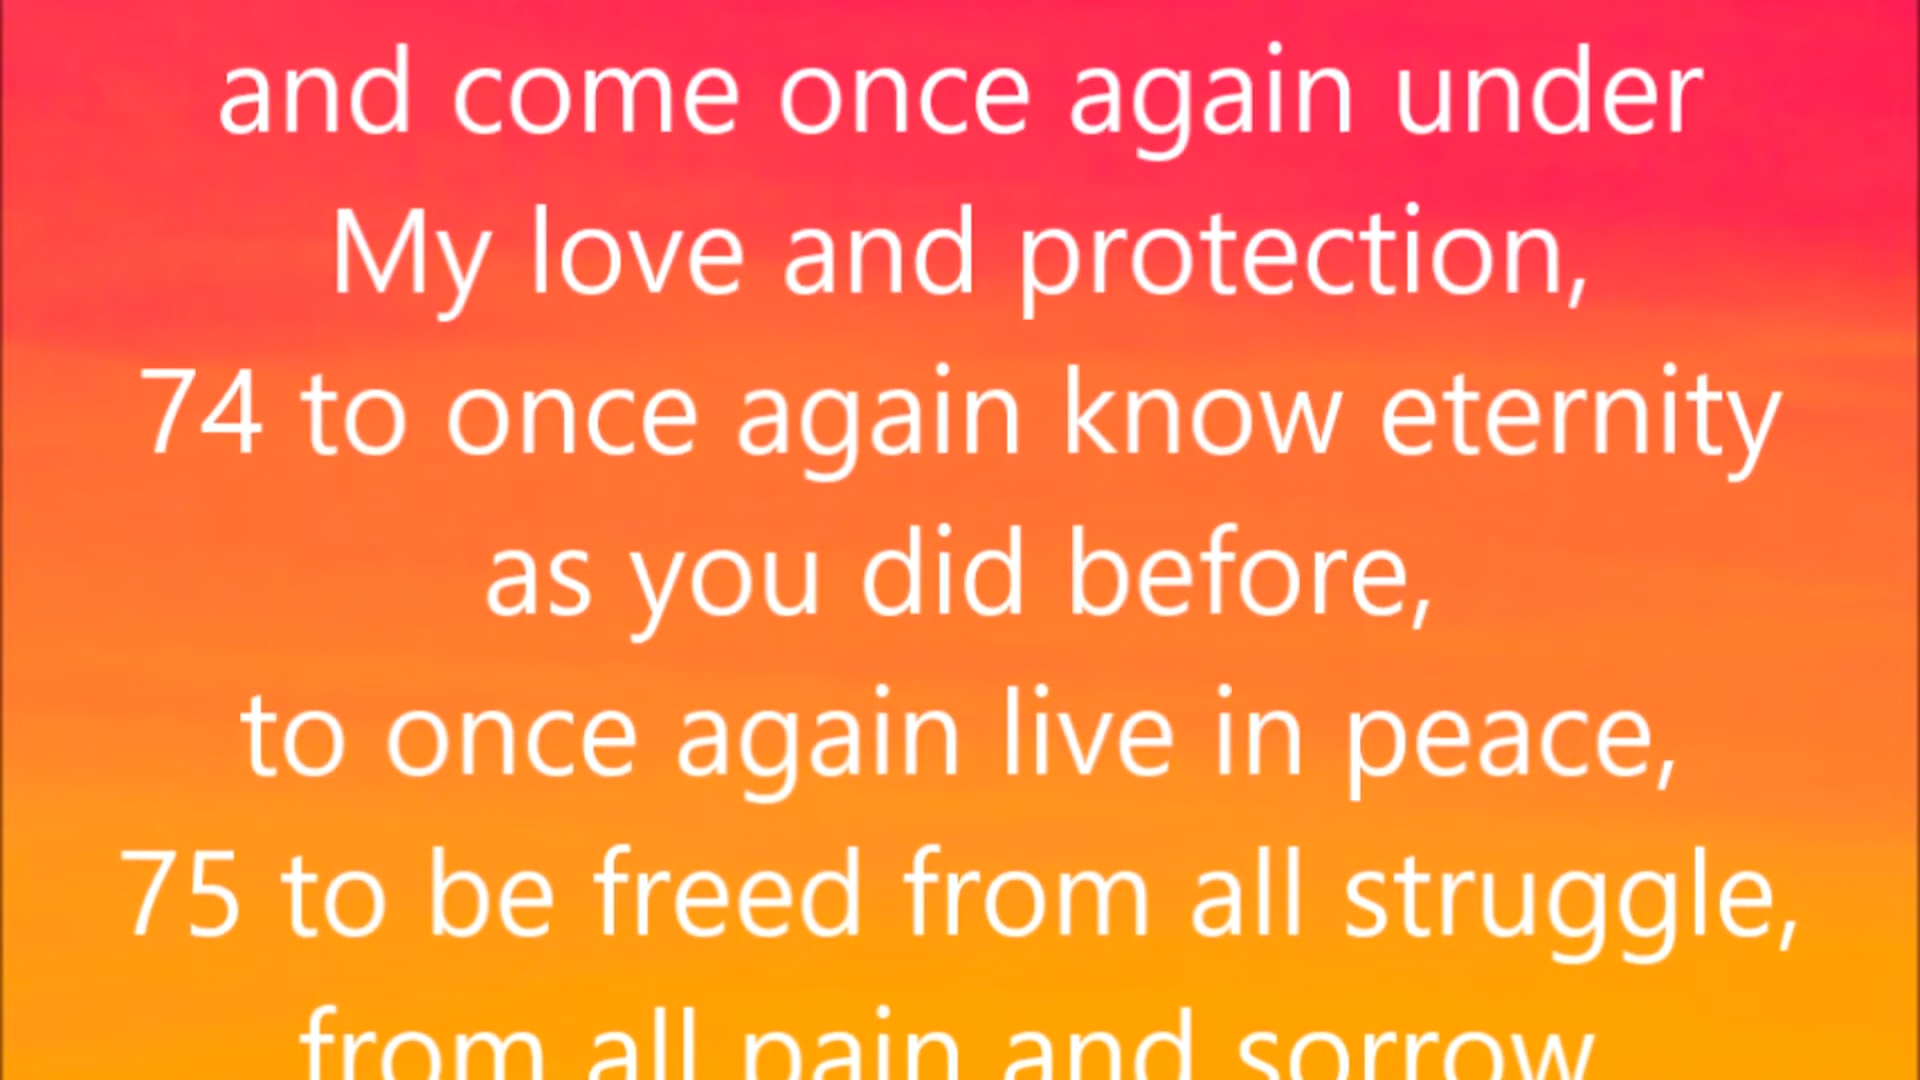 and come once again under
My love and protection,
74 to once again know eternity
as you did before,
to once again live in peace,
75 to be freed from all struggle,
from all pain and sorrow